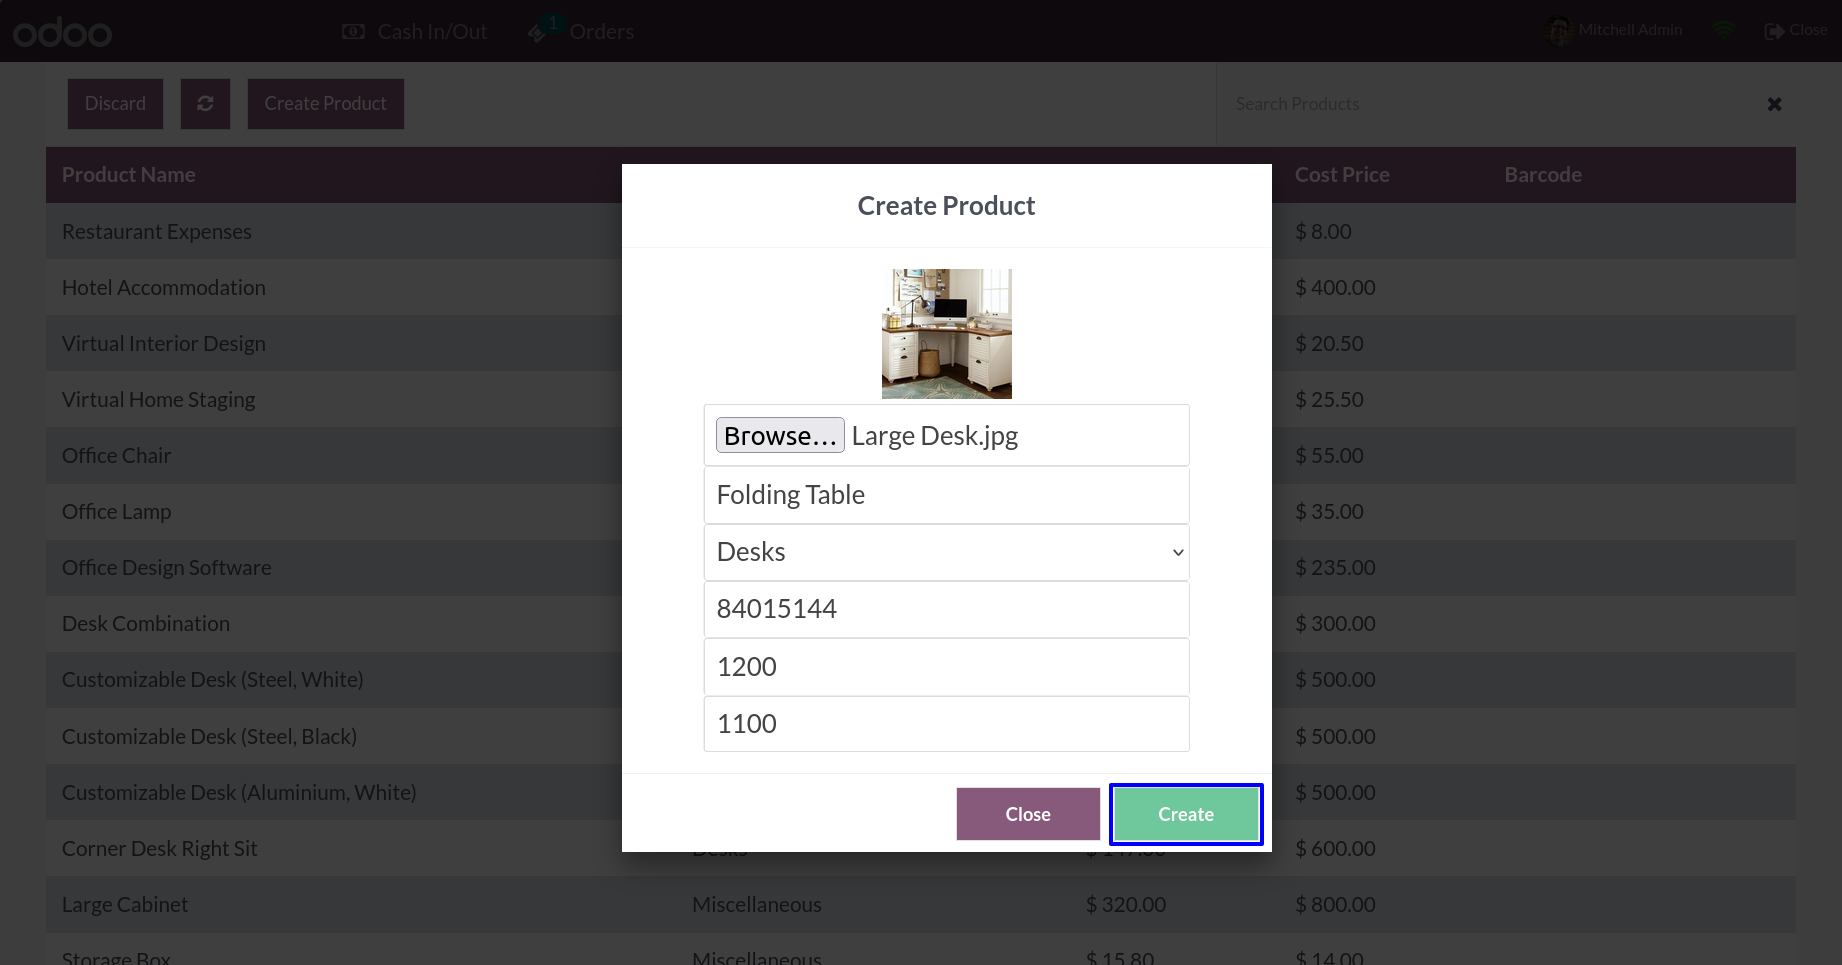 odoo
Cash In/Out
1
Orders
Mitchell Admin
Close
Discard
Create Product
Search Products
Product Name
Cost Price
Barcode
Restaurant Expenses
$ 8.00
Hotel Accommodation
$ 400.00
Virtual Interior Design
$ 20.50
Virtual Home Staging
$ 25.50
Office Chair
$ 55.00
Office Lamp
$ 35.00
Office Design Software
$ 235.00
Desk Combination
$ 300.00
Customizable Desk (Steel, White)
$ 500.00
Customizable Desk (Steel, Black)
$ 500.00
Customizable Desk (Aluminium, White)
$ 500.00
Corner Desk Right Sit
Desks
$ 147.00
$ 600.00
Large Cabinet
Miscellaneous
$ 320.00
$ 800.00
Storage Box
Miscellaneous
$ 15.80
$ 14.00
Create Product
Browse... Large Desk.jpg
Folding Table
Desks
84015144
1200
1100
Close
Create